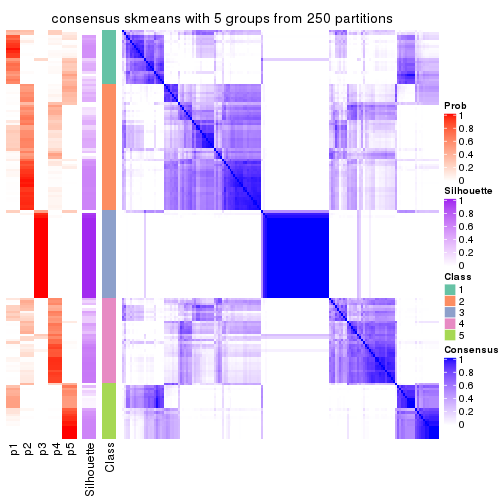 consensus skmeans with 5 groups from 250 partitions
Prob
1
0.8
0.6
0.4
0.2
0
Silhouette
1
0.8
0.6
0.4
0.2
0
Class
1
2
3
4
5
Consensus
1
0.8
0.6
0.4
0.2
0
p1
p2
p3
p4
p5
Silhouette
Class